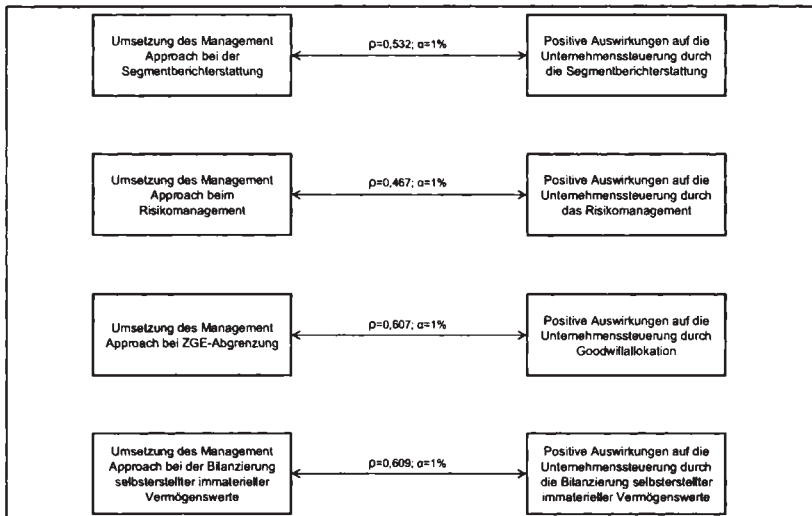 Umsetzung des Management
Approach bei der
Segmentberichterstattung
ρ=0,532; α=1%
Positive Auswirkungen auf die
Unternehmenssteuerung durch
die Segmentberichterstattung
Umsetzung des Management
Approach beim
Risikomanagement
ρ=0,467; α=1%
Positive Auswirkungen auf die
Unternehmenssteuerung durch
das Risikomanagement
Umsetzung des Management
Approach bei ZGE-Abgrenzung
ρ=0,607; α=1%
Positive Auswirkungen auf die
Unternehmenssteuerung durch
Goodwillallokation
Umsetzung des Management
Approach bei der Bilanzierung
selbsterstellter immaterieller
Vermögenswerte
ρ=0,609; α=1%
Positive Auswirkungen auf die
Unternehmenssteuerung durch
die Bilanzierung selbsterstellter
immaterieller Vermögenswerte